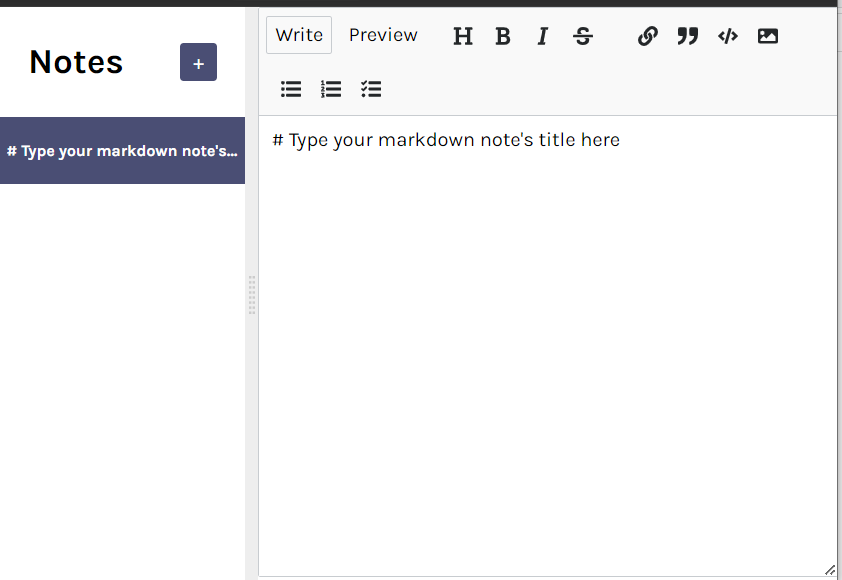 Notes
+
# Type your markdown note's...
Write Preview
# Type your markdown note's title here